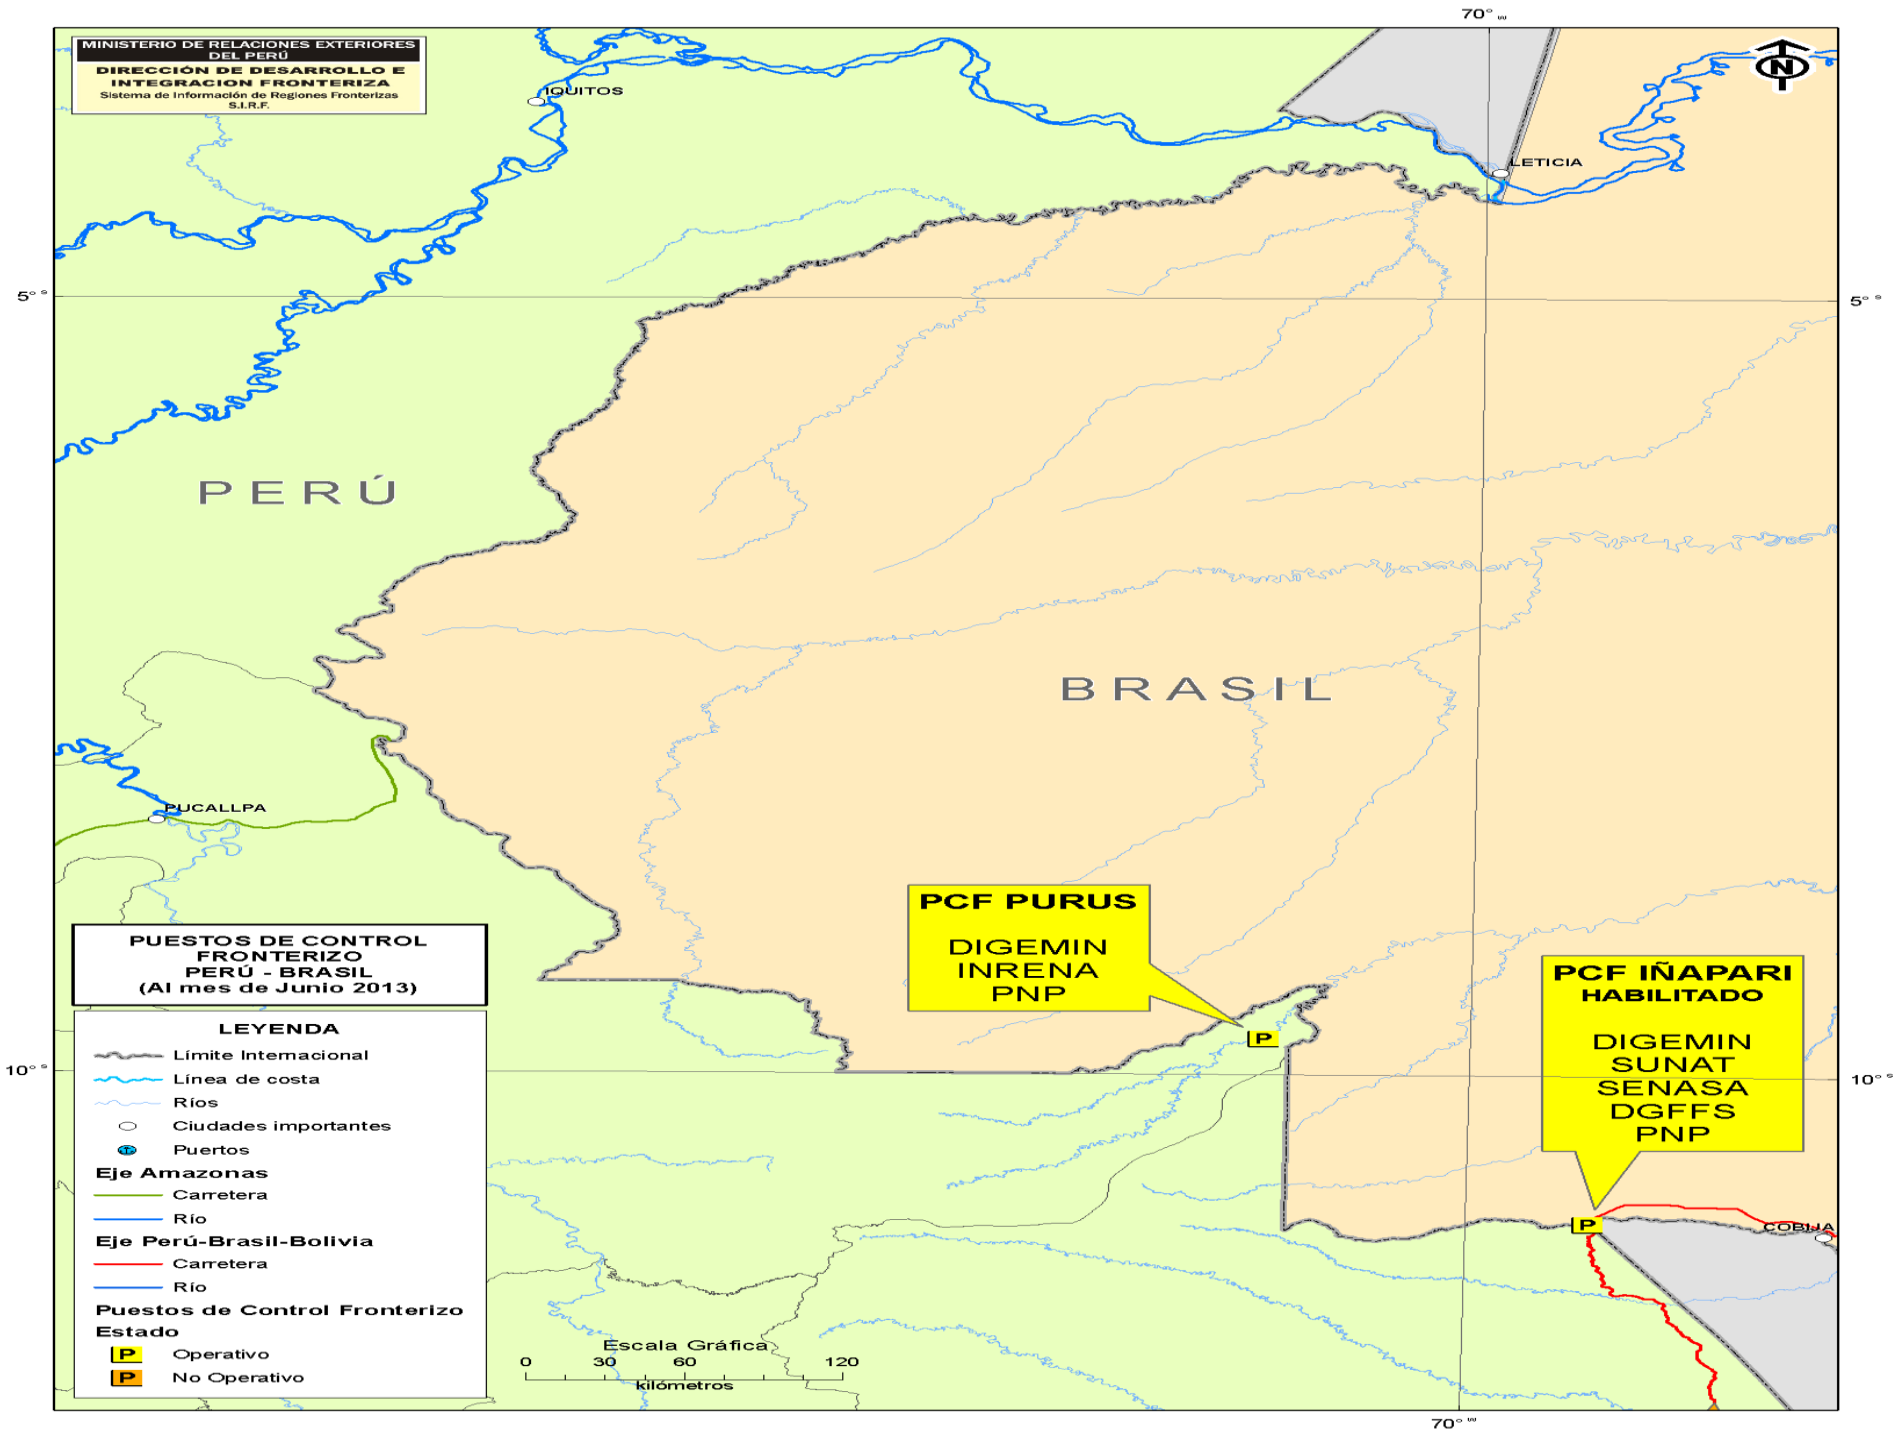 70° w
MINISTERIO DE RELACIONES EXTERIORES
DEL PERÚ
DIRECCIÓN DE DESARROLLO E
INTEGRACION FRONTERIZA
Sistema de Información de Regiones Fronterizas
S.I.R.F.
N
IQUITOS
LETICIA
5° s
5° s
PERÚ
BRASIL
PUCALLPA
PCF PURUS
DIGEMIN
INRENA
PNP
P
PCF IÑAPARI
HABILITADO
DIGEMIN
SUNAT
SENASA
DGFFS
PNP
P
COBIJA
10° s
10° s
PUESTOS DE CONTROL
FRONTERIZO
PERÚ - BRASIL
(Al mes de Junio 2013)
LEYENDA
Límite Internacional
Línea de costa
Ríos
Ciudades importantes
Puertos
Eje Amazonas
Carretera
Río
Eje Perú-Brasil-Bolivia
Carretera
Río
Puestos de Control Fronterizo
Estado
P Operativo
P No Operativo
Escala Gráfica
0 30 60 120
kilómetros
70° w